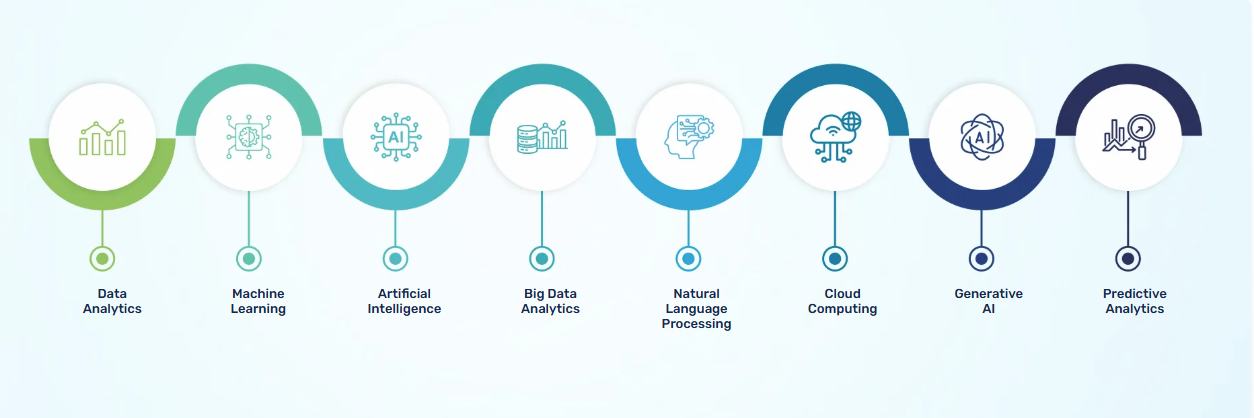 AI
AI
Data
Analytics
Machine
Learning
Artificial
Intelligence
Big Data
Analytics
Natural
Language
Processing
Cloud
Computing
Generative
AI
Predictive
Analytics